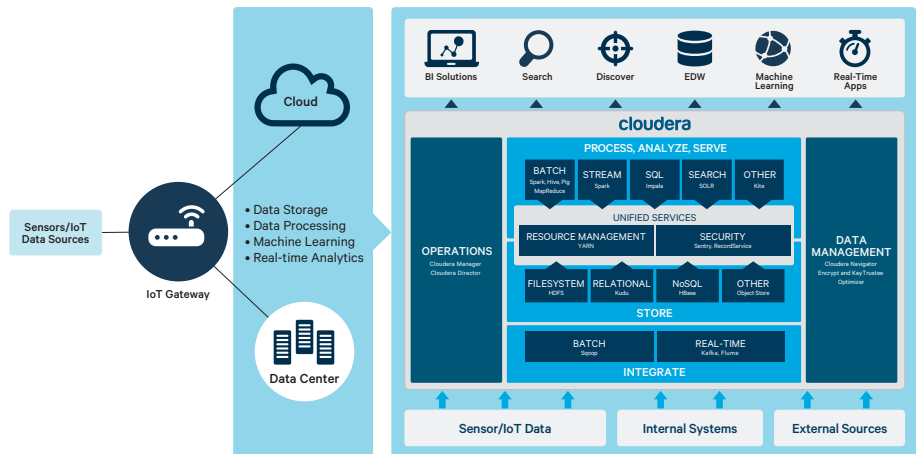 Sensors/IoT
Data Sources
IoT Gateway
Cloud
• Data Storage
• Data Processing
• Machine Learning
• Real-time Analytics
Data Center
BI Solutions
Search
Discover
EDW
Machine
Learning
Real-Time
Apps
cloudera
OPERATIONS
Cloudera Manager
Cloudera Director
PROCESS, ANALYZE, SERVE
BATCH
Spark, Hive, Pig
MapReduce
STREAM
Spark
SQL
Impala
SEARCH
SOLR
OTHER
Kite
UNIFIED SERVICES
RESOURCE MANAGEMENT
YARN
SECURITY
Sentry, RecordService
FILESYSTEM
HDFS
RELATIONAL
Kudu
NoSQL
HBase
OTHER
Object Store
STORE
BATCH
Sqoop
REAL-TIME
Kafka, Flume
INTEGRATE
DATA
MANAGEMENT
Cloudera Navigator
Encrypt and KeyTrustee
Optimizer
Sensor/IoT Data
Internal Systems
External Sources